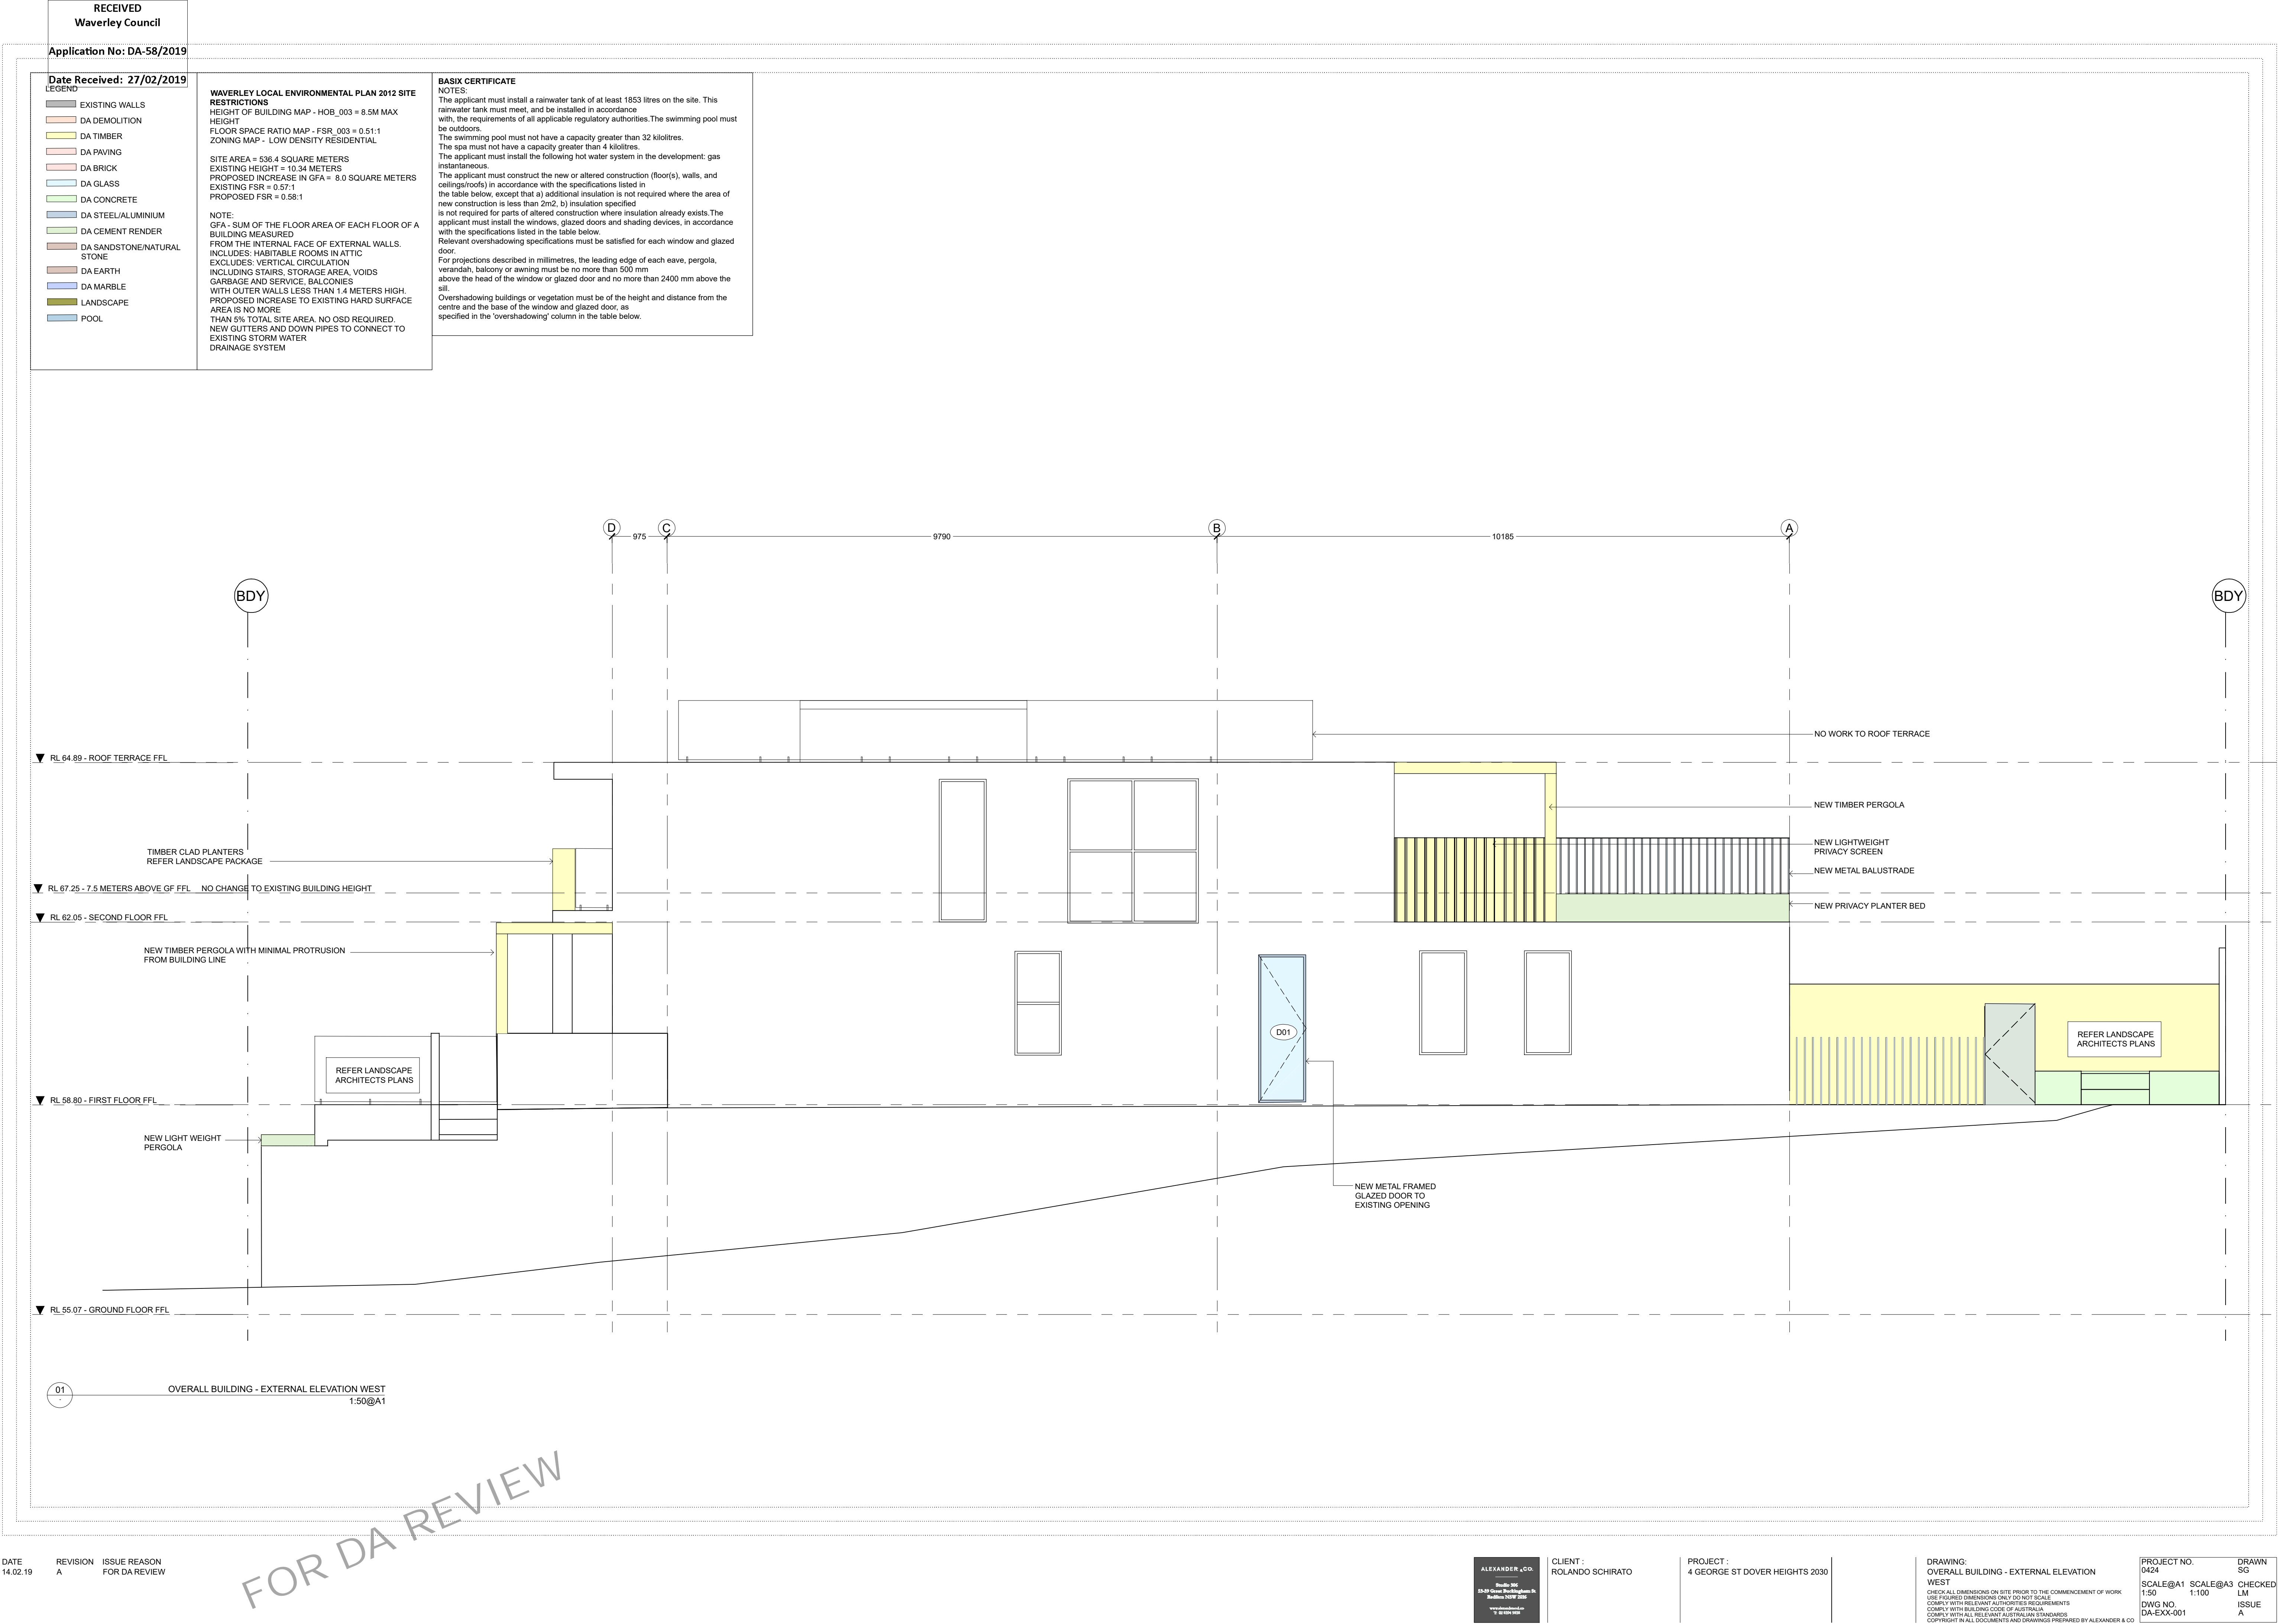 RECEIVED
Waverley Council
Application No: DA-58/2019
Date Received: 27/02/2019
LEGEND
EXISTING WALLS
DA DEMOLITION
DA TIMBER
DA PAVING
DA BRICK
DA GLASS
DA CONCRETE
DA STEEL/ALUMINIUM
DA CEMENT RENDER
DA SANDSTONE/NATURAL
STONE
DA EARTH
DA MARBLE
LANDSCAPE
POOL
WAVERLEY LOCAL ENVIRONMENTAL PLAN 2012 SITE
RESTRICTIONS
HEIGHT OF BUILDING MAP - HOB_003 = 8.5M MAX
HEIGHT
FLOOR SPACE RATIO MAP - FSR_003 = 0.51:1
ZONING MAP - LOW DENSITY RESIDENTIAL
SITE AREA = 536.4 SQUARE METERS
EXISTING HEIGHT = 10.34 METERS
PROPOSED INCREASE IN GFA = 8.0 SQUARE METERS
EXISTING FSR = 0.57:1
PROPOSED FSR = 0.58:1
NOTE:
GFA - SUM OF THE FLOOR AREA OF EACH FLOOR OF A
BUILDING MEASURED
FROM THE INTERNAL FACE OF EXTERNAL WALLS.
INCLUDES: HABITABLE ROOMS IN ATTIC
EXCLUDES: VERTICAL CIRCULATION
INCLUDING STAIRS, STORAGE AREA, VOIDS
GARBAGE AND SERVICE, BALCONIES
WITH OUTER WALLS LESS THAN 1.4 METERS HIGH.
PROPOSED INCREASE TO EXISTING HARD SURFACE
AREA IS NO MORE
THAN 5% TOTAL SITE AREA. NO OSD REQUIRED.
NEW GUTTERS AND DOWN PIPES TO CONNECT TO
EXISTING STORM WATER
DRAINAGE SYSTEM
BASIX CERTIFICATE
NOTES:
The applicant must install a rainwater tank of at least 1853 litres on the site. This
rainwater tank must meet, and be installed in accordance
with, the requirements of all applicable regulatory authorities.The swimming pool must
be outdoors.
The swimming pool must not have a capacity greater than 32 kilolitres.
The spa must not have a capacity greater than 4 kilolitres.
The applicant must install the following hot water system in the development: gas
instantaneous.
The applicant must construct the new or altered construction (floor(s), walls, and
ceilings/roofs) in accordance with the specifications listed in
the table below, except that a) additional insulation is not required where the area of
new construction is less than 2m2, b) insulation specified
is not required for parts of altered construction where insulation already exists.The
applicant must install the windows, glazed doors and shading devices, in accordance
with the specifications listed in the table below.
Relevant overshadowing specifications must be satisfied for each window and glazed
door.
For projections described in millimetres, the leading edge of each eave, pergola,
verandah, balcony or awning must be no more than 500 mm
above the head of the window or glazed door and no more than 2400 mm above the
sill.
Overshadowing buildings or vegetation must be of the height and distance from the
centre and the base of the window and glazed door, as
specified in the 'overshadowing' column in the table below.
D
975
C
9790
B
10185
A
BDY
BDY
RL 64.89 - ROOF TERRACE FFL
NO WORK TO ROOF TERRACE
NEW TIMBER PERGOLA
NEW LIGHTWEIGHT
PRIVACY SCREEN
TIMBER CLAD PLANTERS
REFER LANDSCAPE PACKAGE
NEW METAL BALUSTRADE
RL 67.25 - 7.5 METERS ABOVE GF FFL NO CHANGE TO EXISTING BUILDING HEIGHT
NEW PRIVACY PLANTER BED
RL 62.05 - SECOND FLOOR FFL
NEW TIMBER PERGOLA WITH MINIMAL PROTRUSION
FROM BUILDING LINE
D01
REFER LANDSCAPE
ARCHITECTS PLANS
REFER LANDSCAPE
ARCHITECTS PLANS
RL 58.80 - FIRST FLOOR FFL
NEW LIGHT WEIGHT
PERGOLA
NEW METAL FRAMED
GLAZED DOOR TO
EXISTING OPENING
RL 55.07 - GROUND FLOOR FFL
01
-
OVERALL BUILDING - EXTERNAL ELEVATION WEST
1:50@A1
FOR DA REVIEW
DATE REVISION ISSUE REASON
14.02.19 A FOR DA REVIEW
ALEXANDER &CO.
Studio 306
Redfern NSW 2016
CLIENT :
ROLANDO SCHIRATO
PROJECT :
4 GEORGE ST DOVER HEIGHTS 2030
DRAWING:
OVERALL BUILDING - EXTERNAL ELEVATION
WEST
CHECK ALL DIMENSIONS ON SITE PRIOR TO THE COMMENCEMENT OF WORK
USE FIGURED DIMENSIONS ONLY DO NOT SCALE
COMPLY WITH RELEVANT AUTHORITIES REQUIREMENTS
COMPLY WITH BUILDING CODE OF AUSTRALIA
COMPLY WITH ALL RELEVANT AUSTRALIAN STANDARDS
COPYRIGHT IN ALL DOCUMENTS AND DRAWINGS PREPARED BY ALEXANDER & CO
PROJECT NO. DRAWN
0424 SG
SCALE@A1 SCALE@A3 CHECKED
1:50 1:100 LM
DWG NO. ISSUE
DA-EXX-001 A